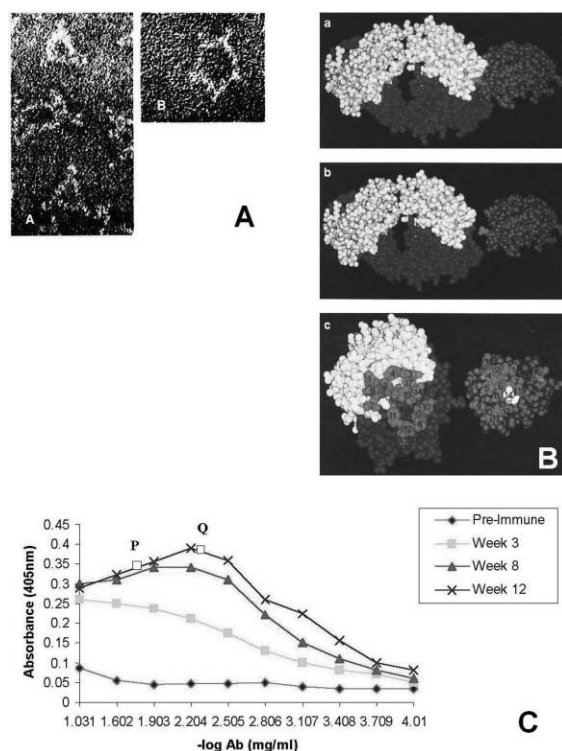 A
B
A
a
b
c
B
P
Q
0.45
0.4
0.35
0.3
0.25
0.2
0.15
0.1
0.05
0
Absorbance (405nm)
1.031 1.602 1.903 2.204 2.505 2.806 3.107 3.408 3.709 4.01
-log Ab (mg/ml)
Pre-Immune
Week 3
Week 8
Week 12
C